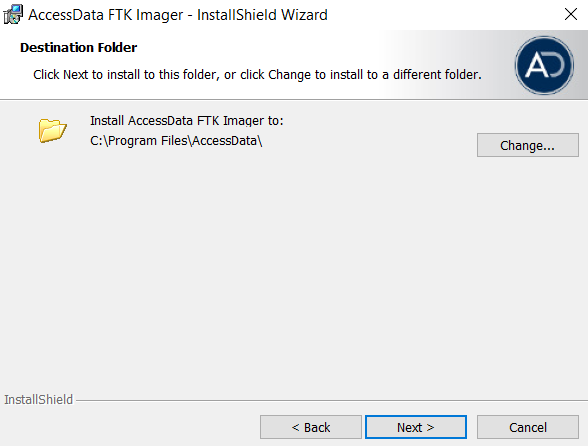 AccessData FTK Imager - InstallShield Wizard
Destination Folder
Click Next to install to this folder, or click Change to install to a different folder.
AD
Install AccessData FTK Imager to:
C:\Program Files\AccessData\
Change...
InstallShield
< Back
Next >
Cancel